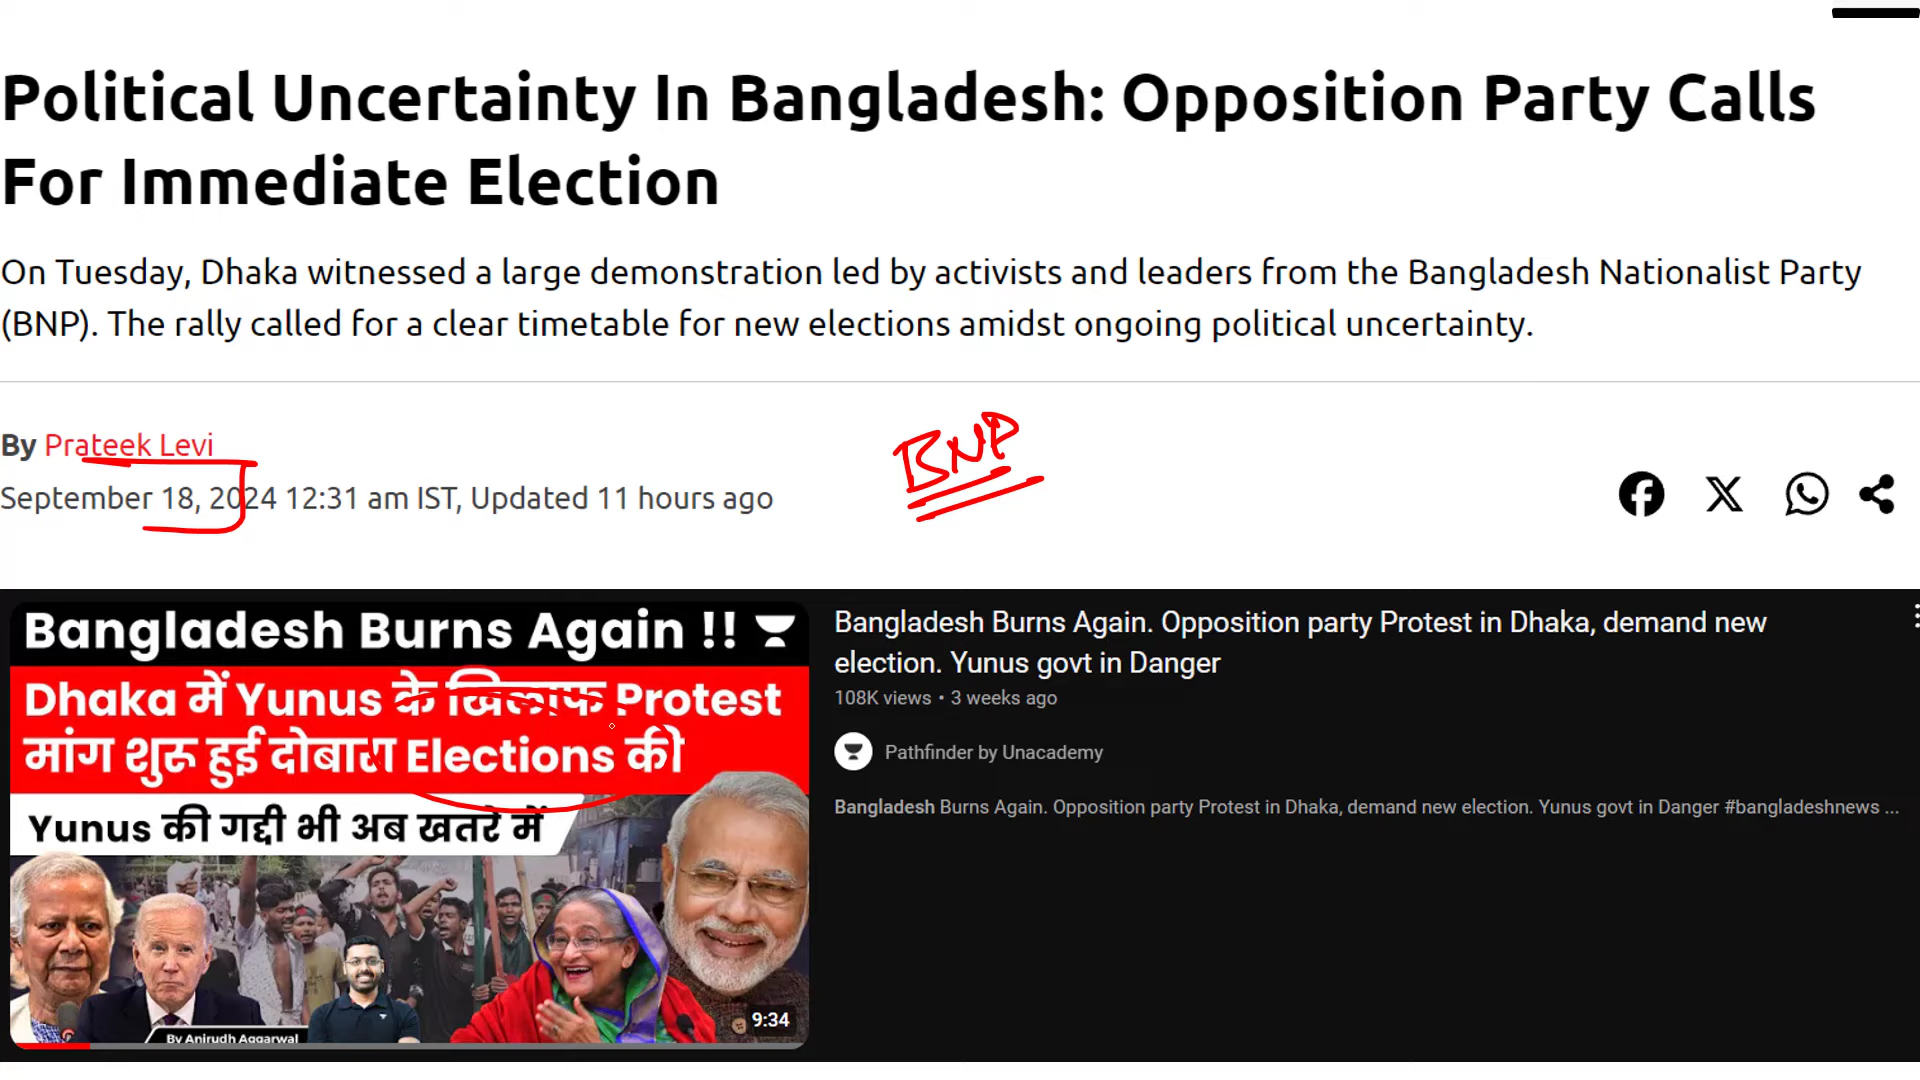 Political Uncertainty In Bangladesh: Opposition Party Calls
For Immediate Election
On Tuesday, Dhaka witnessed a large demonstration led by activists and leaders from the Bangladesh Nationalist Party
(BNP). The rally called for a clear timetable for new elections amidst ongoing political uncertainty.
By Prateek Levi
September 18, 2024 12:31 am IST, Updated 11 hours ago
BNP
Bangladesh Burns Again !!
Dhaka में Yunus के खिलाफ Protest
मांग शुरू हुई दोबारा Elections की
Yunus की गद्दी भी अब खतरे में
By Anirudh Aggarwal
9:34
Bangladesh Burns Again. Opposition party Protest in Dhaka, demand new
election. Yunus govt in Danger
108K views • 3 weeks ago
Pathfinder by Unacademy
Bangladesh Burns Again. Opposition party Protest in Dhaka, demand new election. Yunus govt in Danger #bangladeshnews ...